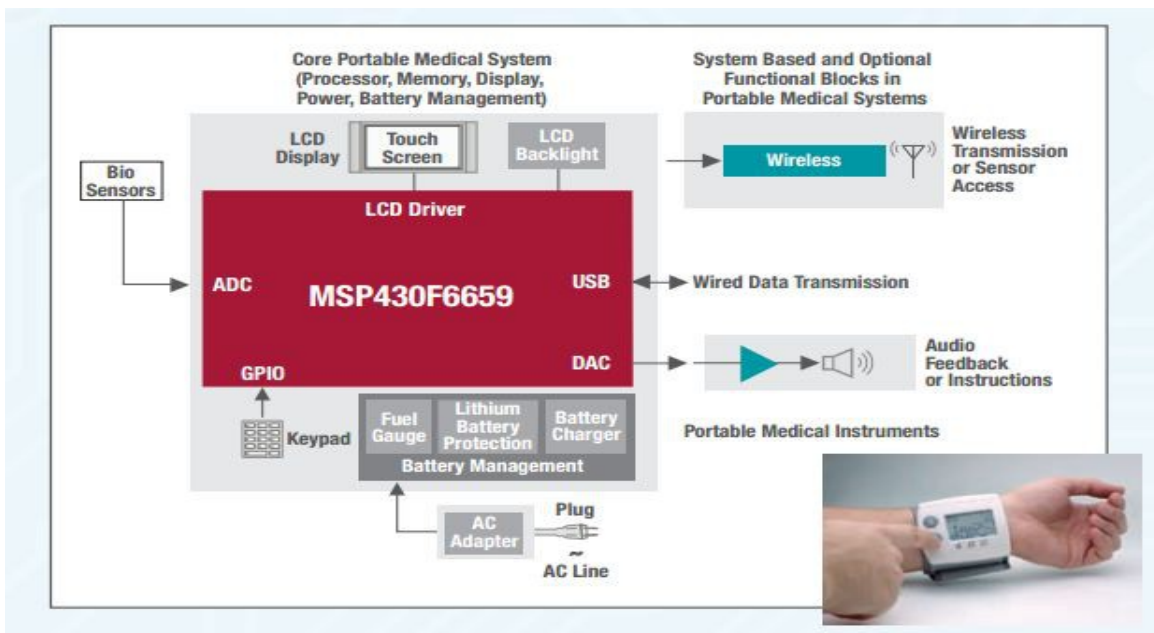 Core Portable Medical System
(Processor, Memory, Display,
Power, Battery Management)
System Based and Optional
Functional Blocks in
Portable Medical Systems
LCD
Display
Touch
Screen
LCD
Backlight
Wireless
Wireless
Transmission
or Sensor
Access
Bio
Sensors
LCD Driver
ADC
MSP430F6659
USB
Wired Data Transmission
DAC
Audio
Feedback
or Instructions
GPIO
Keypad
Fuel
Gauge
Lithium
Battery
Protection
Battery
Charger
Battery Management
Portable Medical Instruments
AC
Adapter
Plug
~
AC Line